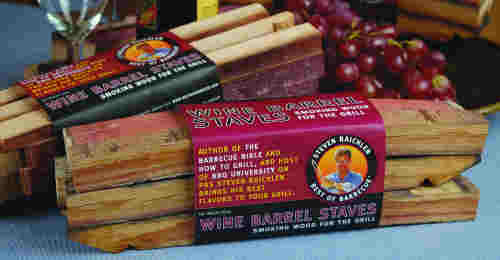 WINE BARREL STAVES
SMOKING WOOD FOR THE GRILL
WINE BARREL
STAVES
SMOKING WOOD
FOR THE GRILL
AUTHOR OF THE
BARBECUE BIBLE AND
HOW TO GRILL, AND HOST
OF BBQ UNIVERSITY ON
PBS STEVEN RAICHLEN
BRINGS HIS BEST
FLAVORS TO YOUR GRILL.
STEVEN RAICHLEN
BEST OF BARBECUE
WINE BARREL STAVES
SMOKING WOOD FOR THE GRILL